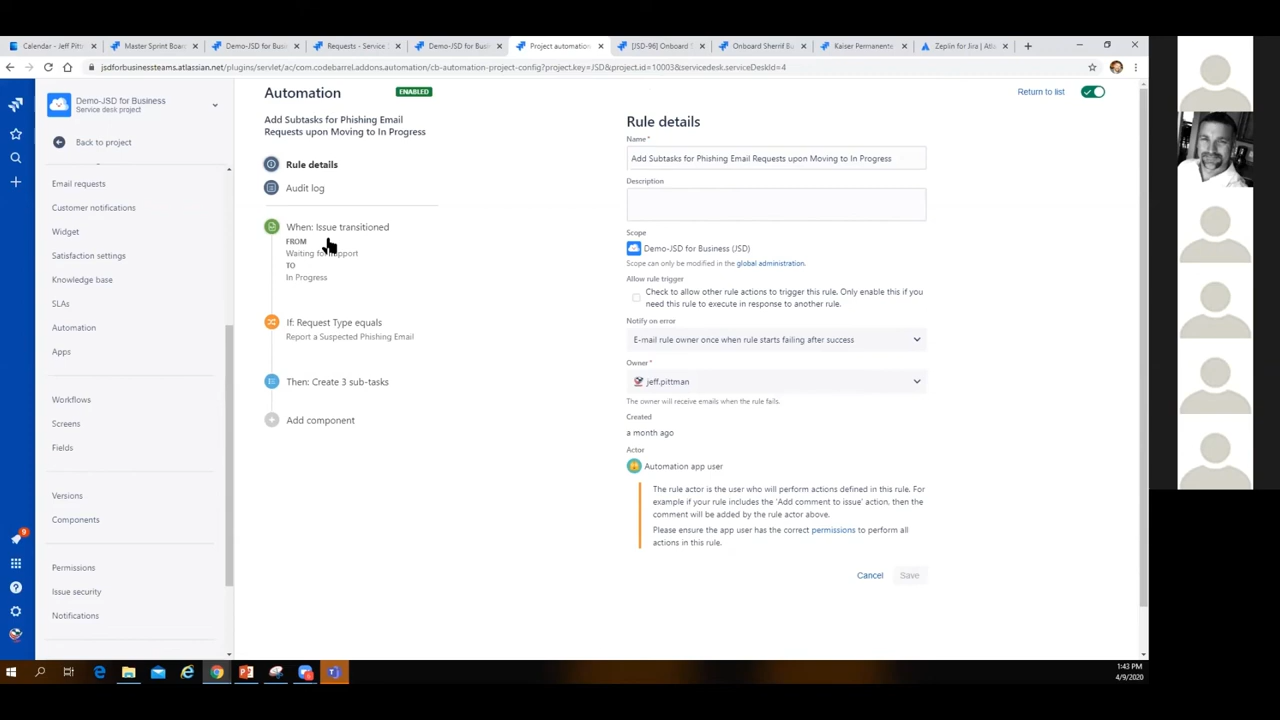 Calendar - Jeff Pitt
Master Sprint Boar
Demo-JSD for Busi
Requests - Service
Demo-JSD for Busi
Project automation
[JSD-96] Onboard
Onboard Sherrif Bu
Kaiser Permanente
Zeplin for Jira | Atla
jsdforbusinessteams.atlassian.net/plugins/servlet/ac/com.codebarrel.addons.automation/cb-automation-project-config?project.key=JSD&project.id=10003&servicedesk.serviceDeskId=4
Demo-JSD for Business
Service desk project
Back to project
Email requests
Customer notifications
Widget
Satisfaction settings
Knowledge base
SLAs
Automation
Apps
Workflows
Screens
Fields
Versions
Components
Permissions
Issue security
Notifications
9
Automation
ENABLED
Return to list
Add Subtasks for Phishing Email
Requests upon Moving to In Progress
Rule details
Audit log
When: Issue transitioned
FROM
Waiting for support
TO
In Progress
If: Request Type equals
Report a Suspected Phishing Email
Then: Create 3 sub-tasks
Add component
Rule details
Name *
Add Subtasks for Phishing Email Requests upon Moving to In Progress
Description
Scope
Demo-JSD for Business (JSD)
Scope can only be modified in the global administration.
Allow rule trigger
Check to allow other rule actions to trigger this rule. Only enable this if you
need this rule to execute in response to another rule.
Notify on error
E-mail rule owner once when rule starts failing after success
Owner *
jeff.pittman
The owner will receive emails when the rule fails.
Created
a month ago
Actor
Automation app user
The rule actor is the user who will perform actions defined in this rule. For
example if your rule includes the 'Add comment to issue' action, then the
comment will be added by the rule actor above.
Please ensure the app user has the correct permissions to perform all
actions in this rule.
Cancel
Save
1:43 PM
4/9/2020